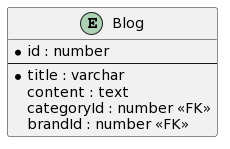 E Blog
id : number
title : varchar
content : text
categoryId : number «FK»
brandId : number «FK»